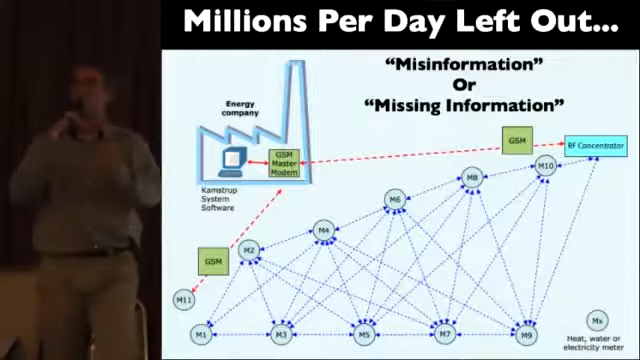 Millions Per Day Left Out...
“Misinformation”
Or
“Missing Information”
Energy
company
GSM
Master
Modem
Kamstrup
System
Software
GSM
RF Concentrator
M10
M8
M6
M4
M2
GSM
M11
M1
M3
M5
M7
M9
Mx
Heat, water or
electricity meter